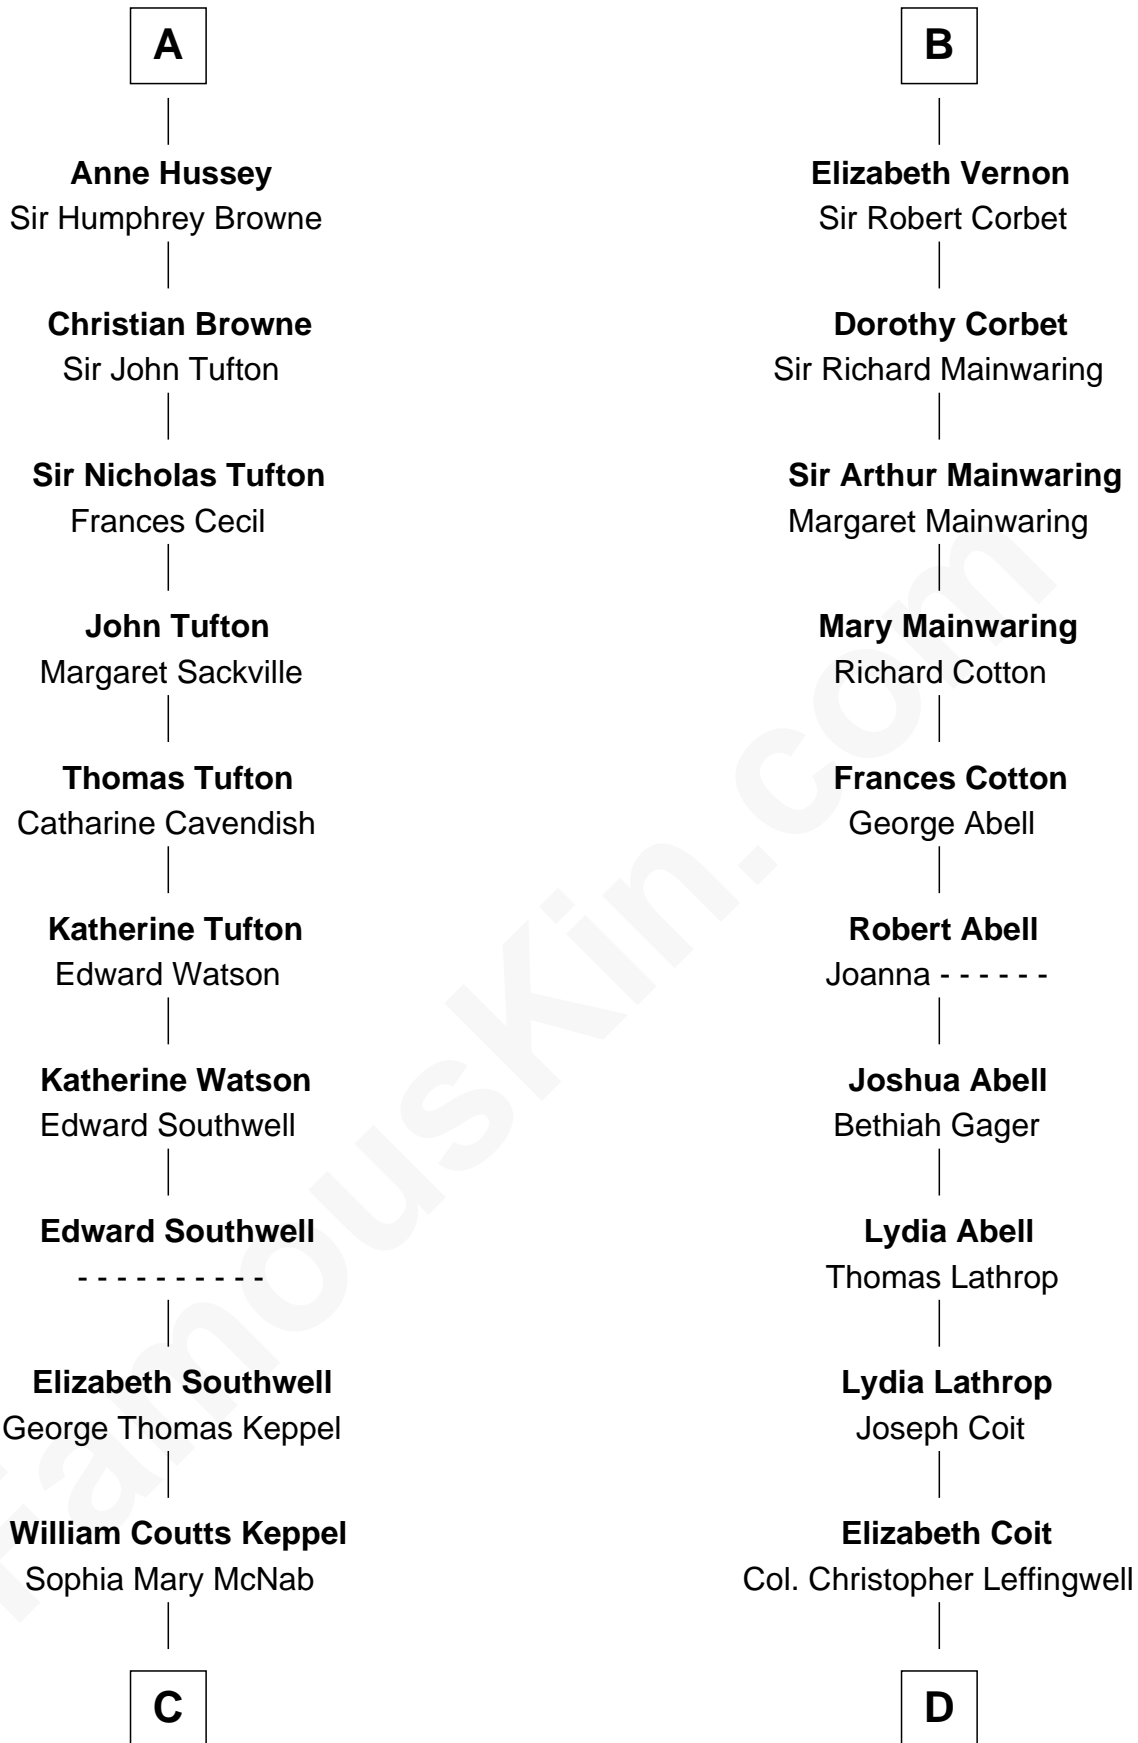 A
Anne Hussey
Sir Humphrey Browne
Christian Browne
Sir John Tufton
Sir Nicholas Tufton
Frances Cecil
John Tufton
Margaret Sackville
Thomas Tufton
Catharine Cavendish
Katherine Tufton
Edward Watson
Katherine Watson
Edward Southwell
Edward Southwell
- - - - - - - - - -
Elizabeth Southwell
George Thomas Keppel
William Coutts Keppel
Sophia Mary McNab
C
B
Elizabeth Vernon
Sir Robert Corbet
Dorothy Corbet
Sir Richard Mainwaring
Sir Arthur Mainwaring
Margaret Mainwaring
Mary Mainwaring
Richard Cotton
Frances Cotton
George Abell
Robert Abell
Joanna - - - - - -
Joshua Abell
Bethiah Gager
Lydia Abell
Thomas Lathrop
Lydia Lathrop
Joseph Coit
Elizabeth Coit
Col. Christopher Leffingwell
D
FamousKin.com